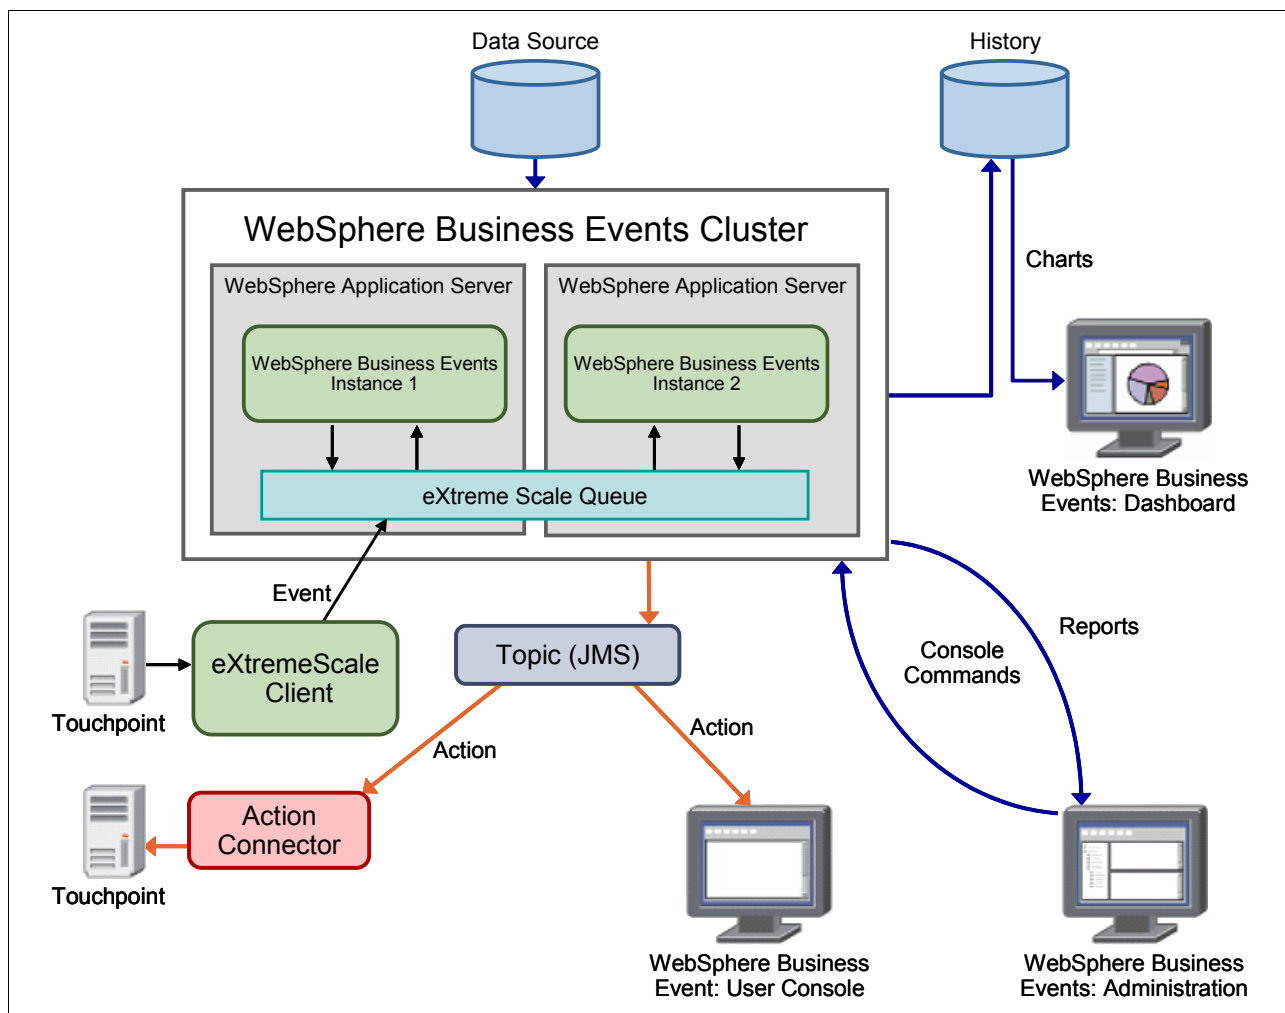 Data Source
History
WebSphere Business Events Cluster
Charts
WebSphere Application Server
WebSphere Application Server
WebSphere Business Events
Instance 1
WebSphere Business Events
Instance 2
eXtreme Scale Queue
WebSphere Business
Events: Dashboard
Event
Reports
eXtremeScale
Client
Topic (JMS)
Console
Commands
Touchpoint
Action
Action
Action
Connector
Touchpoint
WebSphere Business
Event: User Console
WebSphere Business
Events: Administration